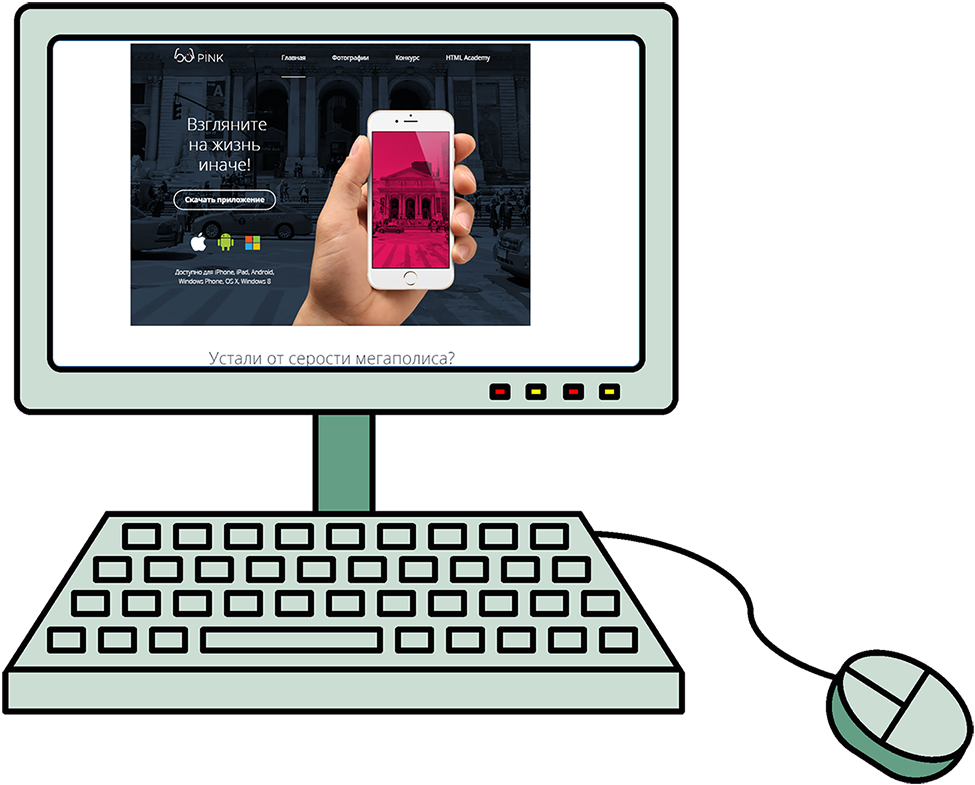 PINK
Главная Фотографии Конкурс HTML Academy
A
Взгляните
на жизнь
иначе!
Скачать приложение
Доступно для iPhone, iPad, Android,
Windows Phone, OS X, Windows 8
Устали от серости мегаполиса?